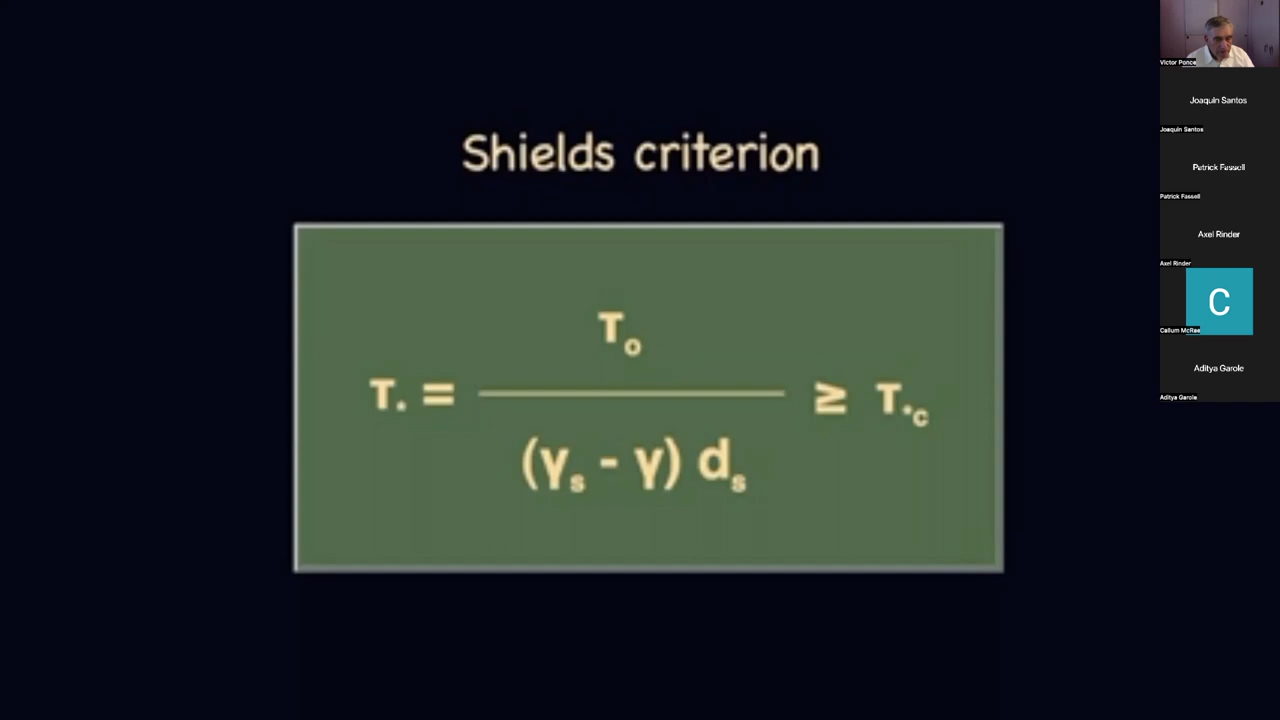 Shields criterion
τ* = τo / (γs - γ) ds ≥ τ*c
Victor Ponce
Joaquin Santos
Joaquin Santos
Patrick Fassell
Patrick Fassell
Axel Rinder
Axel Rinder
C
Callum McRae
Aditya Garole
Aditya Garole